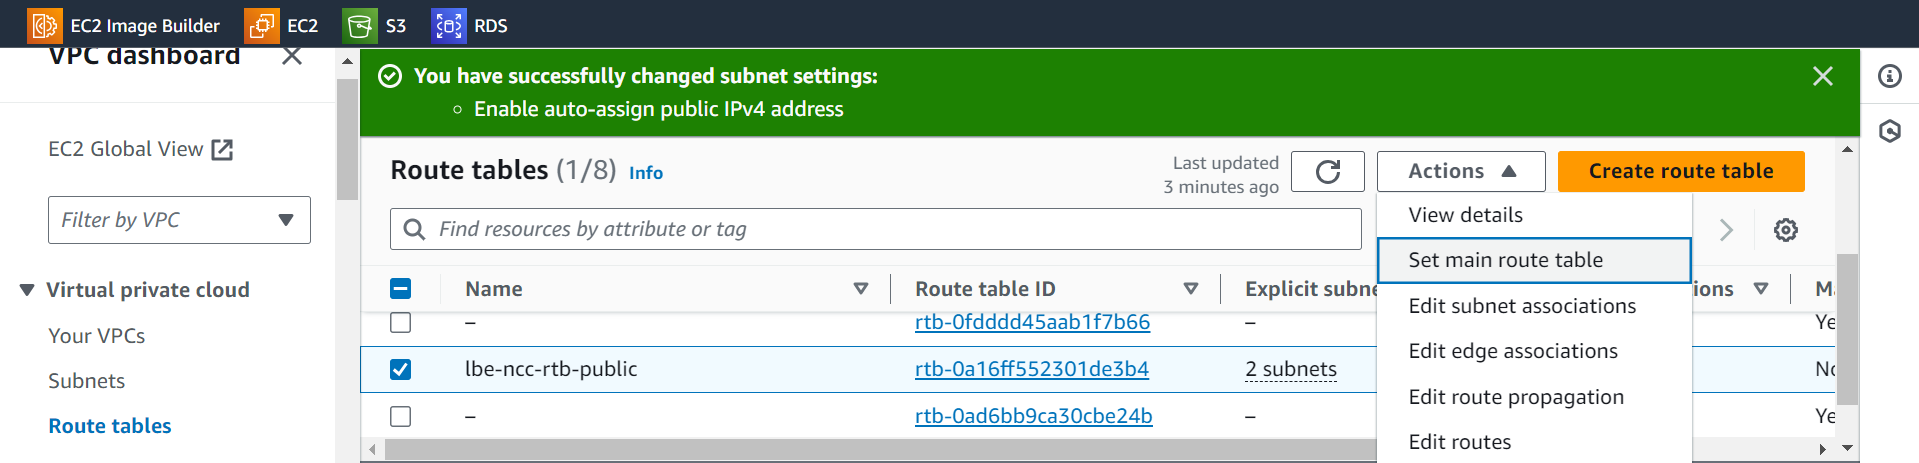 EC2 Image Builder EC2 S3 RDS
VPC dashboard
EC2 Global View
Filter by VPC
Virtual private cloud
Your VPCs
Subnets
Route tables
You have successfully changed subnet settings:
Enable auto-assign public IPv4 address
Route tables (1/8) Info
Last updated
3 minutes ago
Actions
Create route table
Find resources by attribute or tag
View details
Set main route table
Edit subnet associations
Edit edge associations
Edit route propagation
Edit routes
Name Route table ID Explicit subne ions Ma
– rtb-0fdddd45aab1f7b66 – Ye
lbe-ncc-rtb-public rtb-0a16ff552301de3b4 2 subnets No
– rtb-0ad6bb9ca30cbe24b – Ye